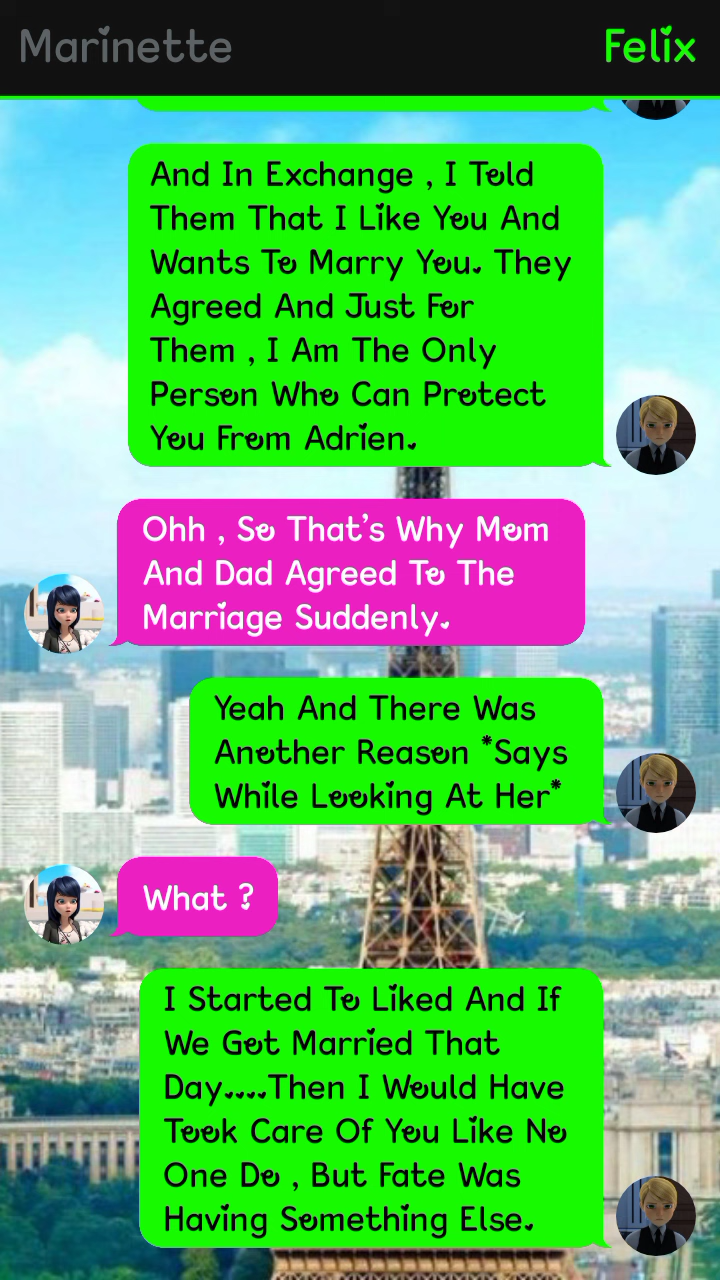 Marinette
Felix
And In Exchange , I Told
Them That I Like You And
Wants To Marry You. They
Agreed And Just For
Them , I Am The Only
Person Who Can Protect
You From Adrien.
Ohh , So That's Why Mom
And Dad Agreed To The
Marriage Suddenly.
Yeah And There Was
Another Reason *Says
While Looking At Her*
What ?
I Started To Liked And If
We Got Married That
Day....Then I Would Have
Took Care Of You Like No
One Do , But Fate Was
Having Something Else.